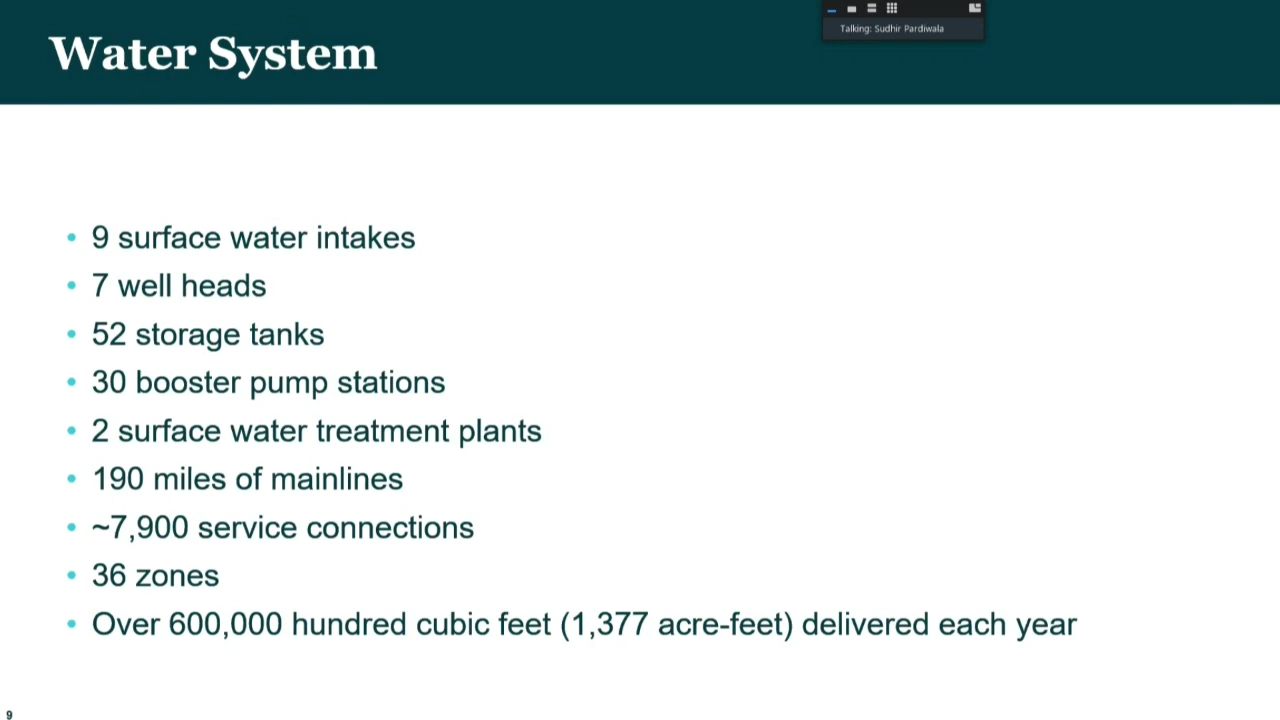 Water System
Talking: Sudhir Pardiwala
• 9 surface water intakes
• 7 well heads
• 52 storage tanks
• 30 booster pump stations
• 2 surface water treatment plants
• 190 miles of mainlines
• ~7,900 service connections
• 36 zones
• Over 600,000 hundred cubic feet (1,377 acre-feet) delivered each year
9